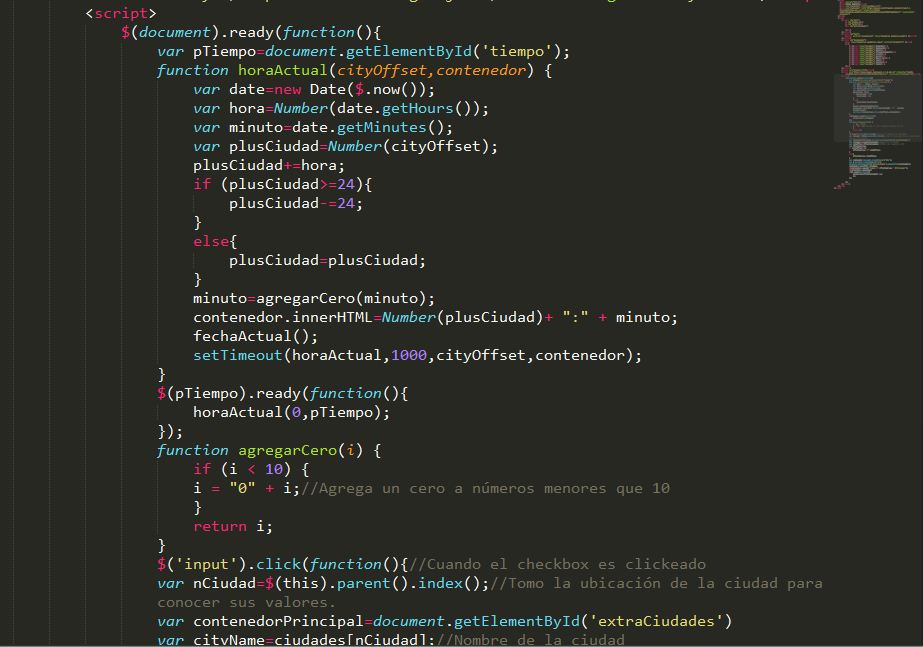 <script>
$(document).ready(function(){
var pTiempo=document.getElementById('tiempo');
function horaActual(cityOffset,contenedor) {
var date=new Date($.now());
var hora=Number(date.getHours());
var minuto=date.getMinutes();
var plusCiudad=Number(cityOffset);
plusCiudad+=hora;
if (plusCiudad>=24){
plusCiudad-=24;
}
else{
plusCiudad=plusCiudad;
}
minuto=agregarCero(minuto);
contenedor.innerHTML=Number(plusCiudad)+ ":" + minuto;
fechaActual();
setTimeout(horaActual,1000,cityOffset,contenedor);
}
$(pTiempo).ready(function(){
horaActual(0,pTiempo);
});
function agregarCero(i) {
if (i < 10) {
i = "0" + i;//Agrega un cero a números menores que 10
}
return i;
}
$('input').click(function(){//Cuando el checkbox es clickeado
var nCiudad=$(this).parent().index();//Tomo la ubicación de la ciudad para
conocer sus valores.
var contenedorPrincipal=document.getElementById('extraCiudades')
var cityName=ciudades[nCiudad];//Nombre de la ciudad